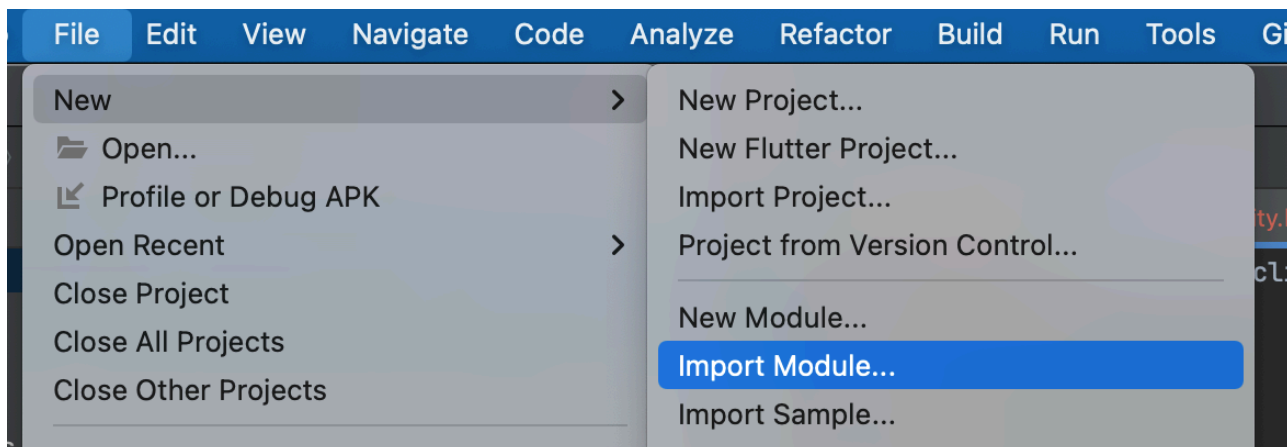 File Edit View Navigate Code Analyze Refactor Build Run Tools
New
Open...
Profile or Debug APK
Open Recent
Close Project
Close All Projects
Close Other Projects
New Project...
New Flutter Project...
Import Project...
Project from Version Control...
New Module...
Import Module...
Import Sample...